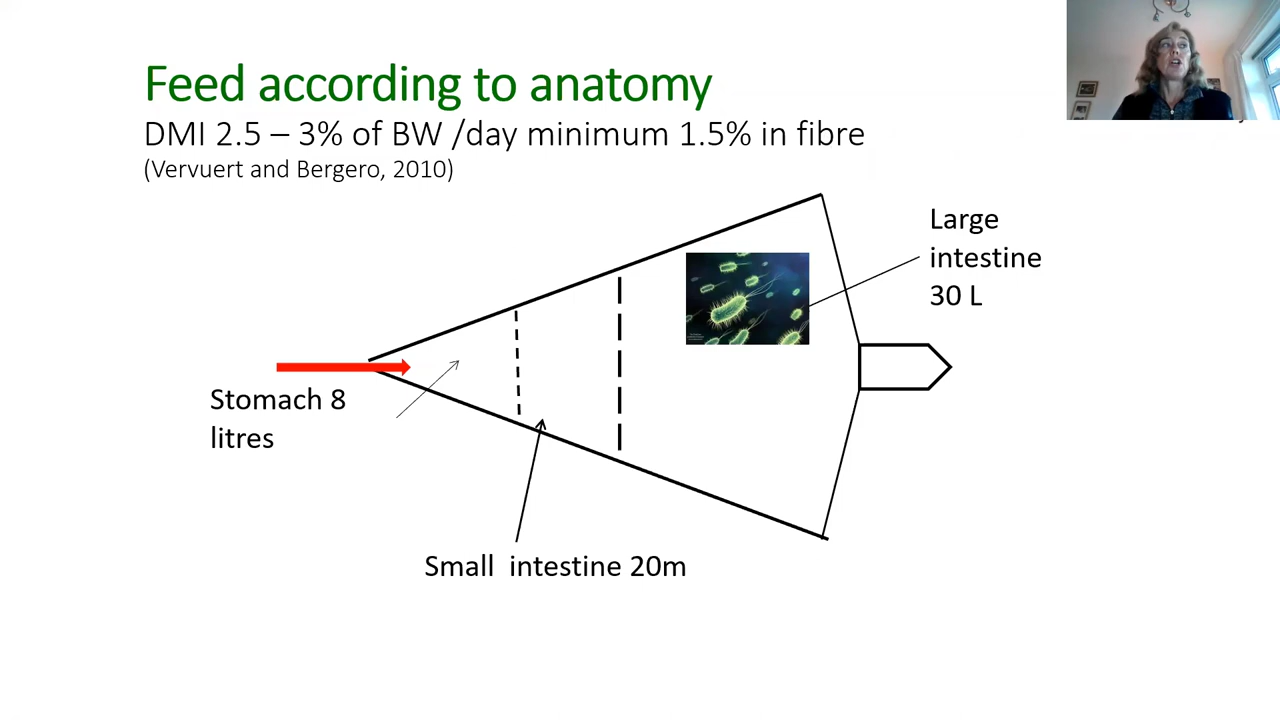 Feed according to anatomy
DMI 2.5 – 3% of BW /day minimum 1.5% in fibre
(Vervuert and Bergero, 2010)
Large
intestine
30 L
Stomach 8
litres
Small  intestine 20m